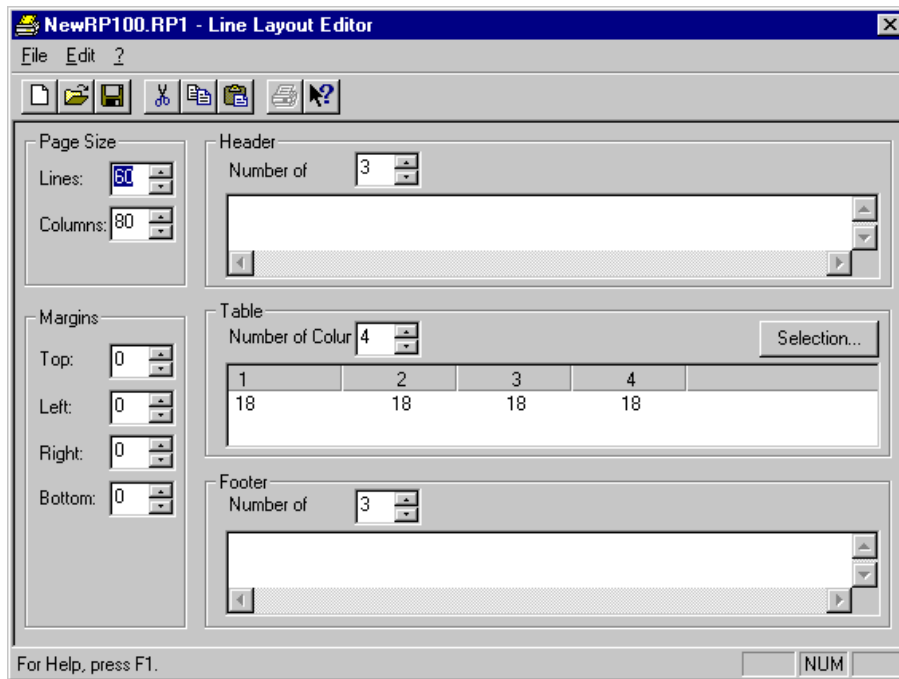 NewRP100.RP1 - Line Layout Editor
File Edit ?
Page Size
Lines: 60
Columns: 80
Header
Number of 3
Margins
Top: 0
Left: 0
Right: 0
Bottom: 0
Table
Number of Colur 4
Selection...
1 2 3 4
18 18 18 18
Footer
Number of 3
For Help, press F1.
NUM